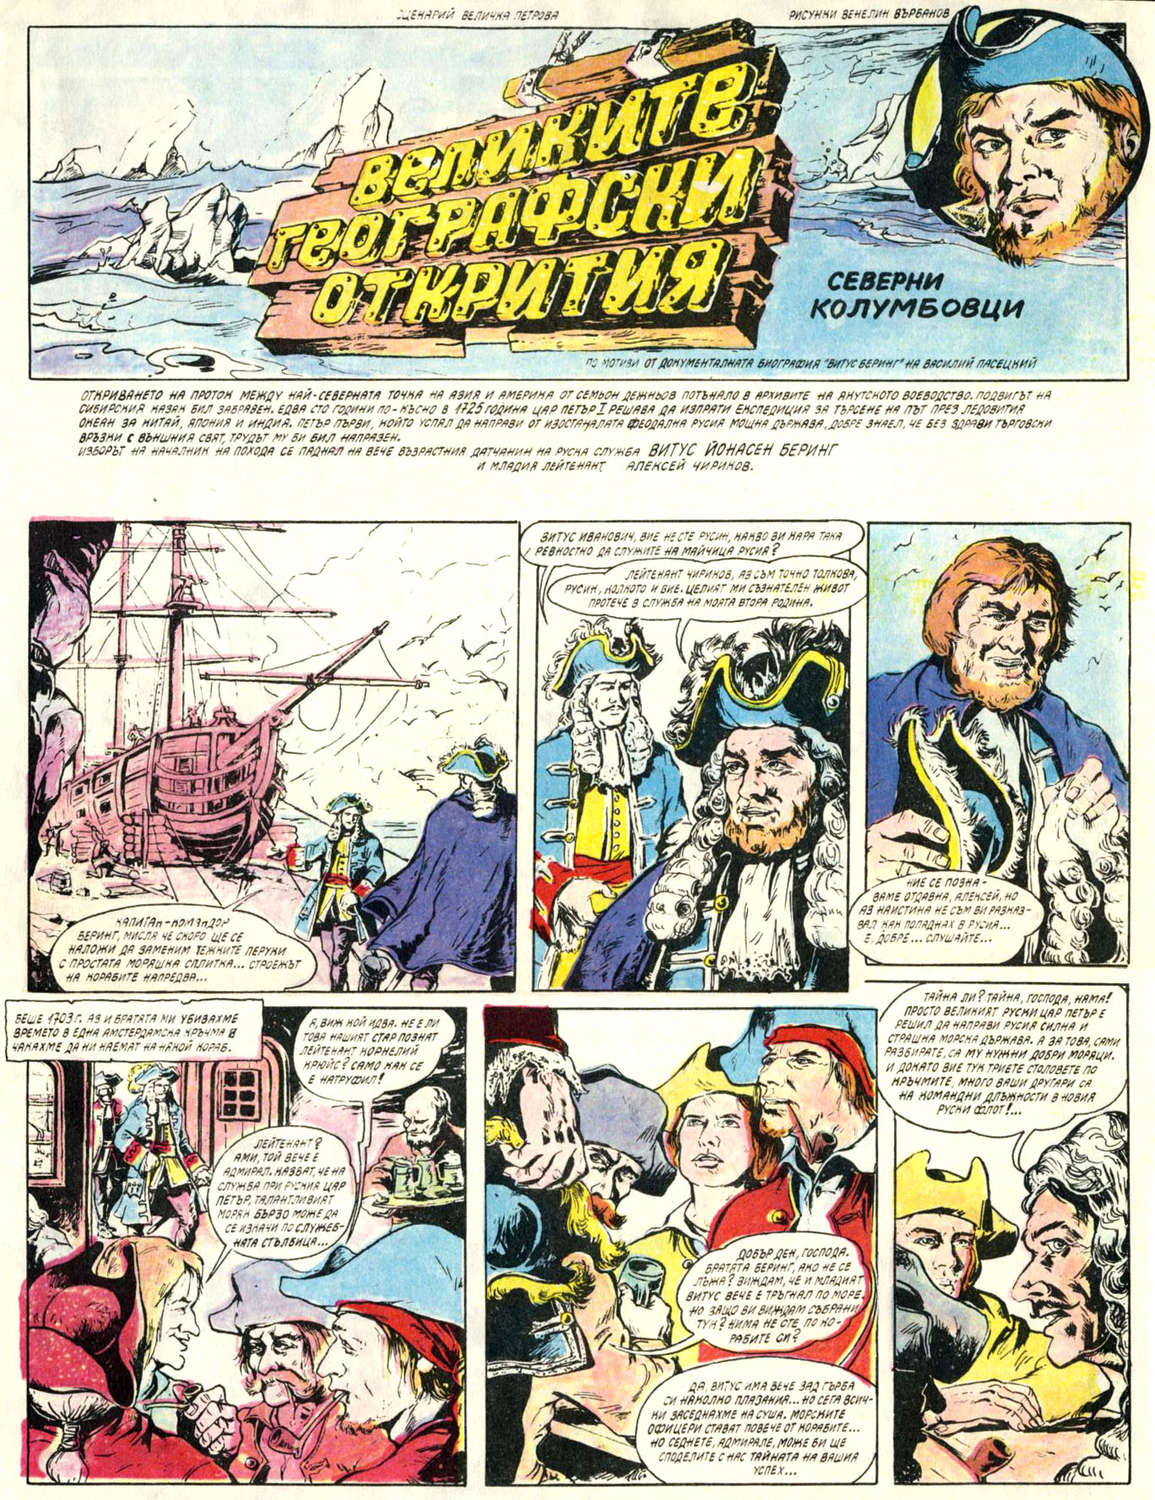 СЦЕНАРИЙ ВЕЛИЧКА ПЕТРОВА
РИСУНКИ ВЕНЕЛИН ВЪРБАНОВ
ВЕЛИКИТЕ
ГЕОГРАФСКИ
ОТКРИТИЯ
СЕВЕРНИ
КОЛУМБОВЦИ
ПО МОТИВИ ОТ ДОКУМЕНТАЛНАТА БИОГРАФИЯ "ВИТУС БЕРИНГ" НА ВАСИЛИЙ ПАСЕЦКИЙ
ОТКРИВАНЕТО НА ПРОТОК МЕЖДУ НАЙ-СЕВЕРНАТА ТОЧКА НА АЗИЯ И АМЕРИКА ОТ СЕМЬОН ДЕЖНЬОВ ПОТЪНАЛО В АРХИВИТЕ НА ЯКУТСКОТО ВОЕВОДСТВО. ПОДВИГЪТ НА
СИБИРСКИЯ КАЗАК БИЛ ЗАБРАВЕН. ЕДВА СТО ГОДИНИ ПО-КЪСНО В 1725 ГОДИНА ЦАР ПЕТЪР I РЕШАВА ДА ИЗПРАТИ ЕКСПЕДИЦИЯ ЗА ТЪРСЕНЕ НА ПЪТ ПРЕЗ ЛЕДОВИТИЯ
ОКЕАН ЗА КИТАЙ, ЯПОНИЯ И ИНДИЯ. ПЕТЪР ПЪРВИ, КОЙТО УСПЯЛ ДА НАПРАВИ ОТ ИЗОСТАНАЛАТА ФЕОДАЛНА РУСИЯ МОЩНА ДЪРЖАВА, ДОБРЕ ЗНАЕЛ, ЧЕ БЕЗ ЗДРАВИ ТЪРГОВСКИ
ВРЪЗКИ С ВЪНШНИЯ СВЯТ, ТРУДЪТ МУ БИ БИЛ НАПРАЗЕН.
ИЗБОРЪТ НА НАЧАЛНИК НА ПОХОДА СЕ ПАДНАЛ НА ВЕЧЕ ВЪЗРАСТНИЯ ДАТЧАНИН НА РУСКА СЛУЖБА ВИТУС ЙОНАСЕН БЕРИНГ
И МЛАДИЯ ЛЕЙТЕНАНТ АЛЕКСЕЙ ЧИРИКОВ.
КАПИТАН-КОМАНДОР
БЕРИНГ, МИСЛЯ ЧЕ СКОРО ЩЕ СЕ
НАЛОЖИ ДА ЗАМЕНИМ ТЕЖКИТЕ ПЕРУКИ
С ПРОСТАТА МОРЯШКА СПЛИТКА... СТРОЕЖЪТ
НА КОРАБИТЕ НАПРЕДВА...
ВИТУС ИВАНОВИЧ, ВИЕ НЕ СТЕ РУСИН, КАКВО ВИ КАРА ТАКА
РЕВНОСТНО ДА СЛУЖИТЕ НА МАЙЧИЦА РУСИЯ?
ЛЕЙТЕНАНТ ЧИРИКОВ, АЗ СЪМ ТОЧНО ТОЛКОВА,
РУСИН, КОЛКОТО И ВИЕ. ЦЕЛИЯТ МИ СЪЗНАТЕЛЕН ЖИВОТ
ПРОТЕЧЕ В СЛУЖБА НА МОЯТА ВТОРА РОДИНА.
НИЕ СЕ ПОЗНА-
ВАМЕ ОТДАВНА, АЛЕКСЕЙ, НО
АЗ НАИСТИНА НЕ СЪМ ВИ РАЗКАЗ-
ВАЛ КАК ПОПАДНАХ В РУСИЯ...
Е, ДОБРЕ... СЛУШАЙТЕ...
БЕШЕ 1703 Г. АЗ И БРАТЯТА МИ УБИВАХМЕ
ВРЕМЕТО В ЕДНА АМСТЕРДАМСКА КРЪЧМА И
ЧАКАХМЕ ДА НИ НАЕМАТ НА НЯКОЙ КОРАБ.
Я, ВИЖ КОЙ ИДВА. НЕ Е ЛИ
ТОВА НАШИЯТ СТАР ПОЗНАТ
ЛЕЙТЕНАНТ КОРНЕЛИЙ
КРЮЙС? САМО КАК СЕ
Е НАТРУФИЛ!
ЛЕЙТЕНАНТ?
АМИ, ТОЙ ВЕЧЕ Е
АДМИРАЛ. КАЗВАТ, ЧЕ НА
СЛУЖБА ПРИ РУСКИЯ ЦАР
ПЕТЪР, ТАЛАНТЛИВИЯТ
МОРЯК БЪРЗО МОЖЕ ДА
СЕ ИЗКАЧИ ПО СЛУЖЕБ-
НАТА СТЪЛБИЦА...
ДОБЪР ДЕН, ГОСПОДА.
БРАТЯТА БЕРИНГ, АКО НЕ СЕ
ЛЪЖА? ВИЖДАМ, ЧЕ И МЛАДИЯТ
ВИТУС ВЕЧЕ Е ТРЪГНАЛ ПО МОРЕ.
НО ЗАЩО ВИ ВИЖДАМ СЪБРАНИ
ТУК? НИМА НЕ СТЕ ПО КО-
РАБИТЕ СИ?
ДА, ВИТУС ИМА ВЕЧЕ ЗАД ГЪРБА
СИ НЯКОЛКО ПЛАВАНИЯ... НО СЕГА ВСИЧ-
КИ ЗАСЕДНАХМЕ НА СУША. МОРСКИТЕ
ОФИЦЕРИ СТАВАТ ПОВЕЧЕ ОТ КОРАБИТЕ...
НО СЕДНЕТЕ, АДМИРАЛЕ, МОЖЕ БИ ЩЕ
СПОДЕЛИТЕ С НАС ТАЙНАТА НА ВАШИЯ
УСПЕХ...
ТАЙНА ЛИ? ТАЙНА, ГОСПОДА, НЯМА!
ПРОСТО ВЕЛИКИЯТ РУСКИ ЦАР ПЕТЪР Е
РЕШИЛ ДА НАПРАВИ РУСИЯ СИЛНА И
СТРАШНА МОРСКА ДЪРЖАВА. А ЗА ТОВА, САМИ
РАЗБИРАТЕ, СА МУ НУЖНИ ДОБРИ МОРЯЦИ.
И ДОКАТО ВИЕ ТУК ТРИЕТЕ СТОЛОВЕТЕ ПО
КРЪЧМИТЕ, МНОГО ВАШИ ДРУГАРИ СА
НА КОМАНДНИ ДЛЪЖНОСТИ В НОВИЯ
РУСКИ ФЛОТ!...